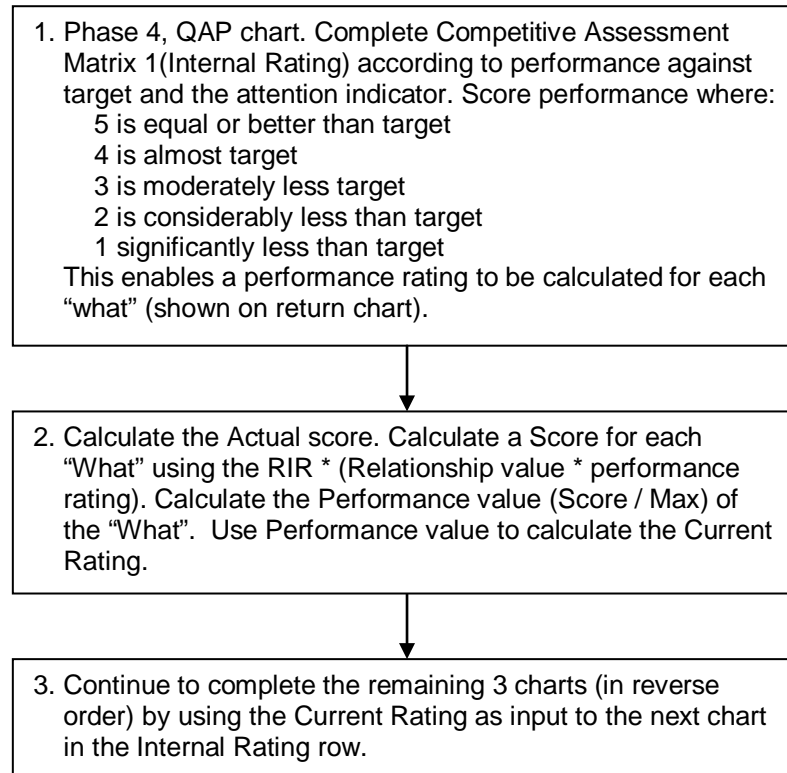 1. Phase 4, QAP chart. Complete Competitive Assessment
Matrix 1(Internal Rating) according to performance against
target and the attention indicator. Score performance where:
5 is equal or better than target
4 is almost target
3 is moderately less target
2 is considerably less than target
1 significantly less than target
This enables a performance rating to be calculated for each
“what” (shown on return chart).
2. Calculate the Actual score. Calculate a Score for each
“What” using the RIR * (Relationship value * performance
rating). Calculate the Performance value (Score / Max) of
the “What”.  Use Performance value to calculate the Current
Rating.
3. Continue to complete the remaining 3 charts (in reverse
order) by using the Current Rating as input to the next chart
in the Internal Rating row.